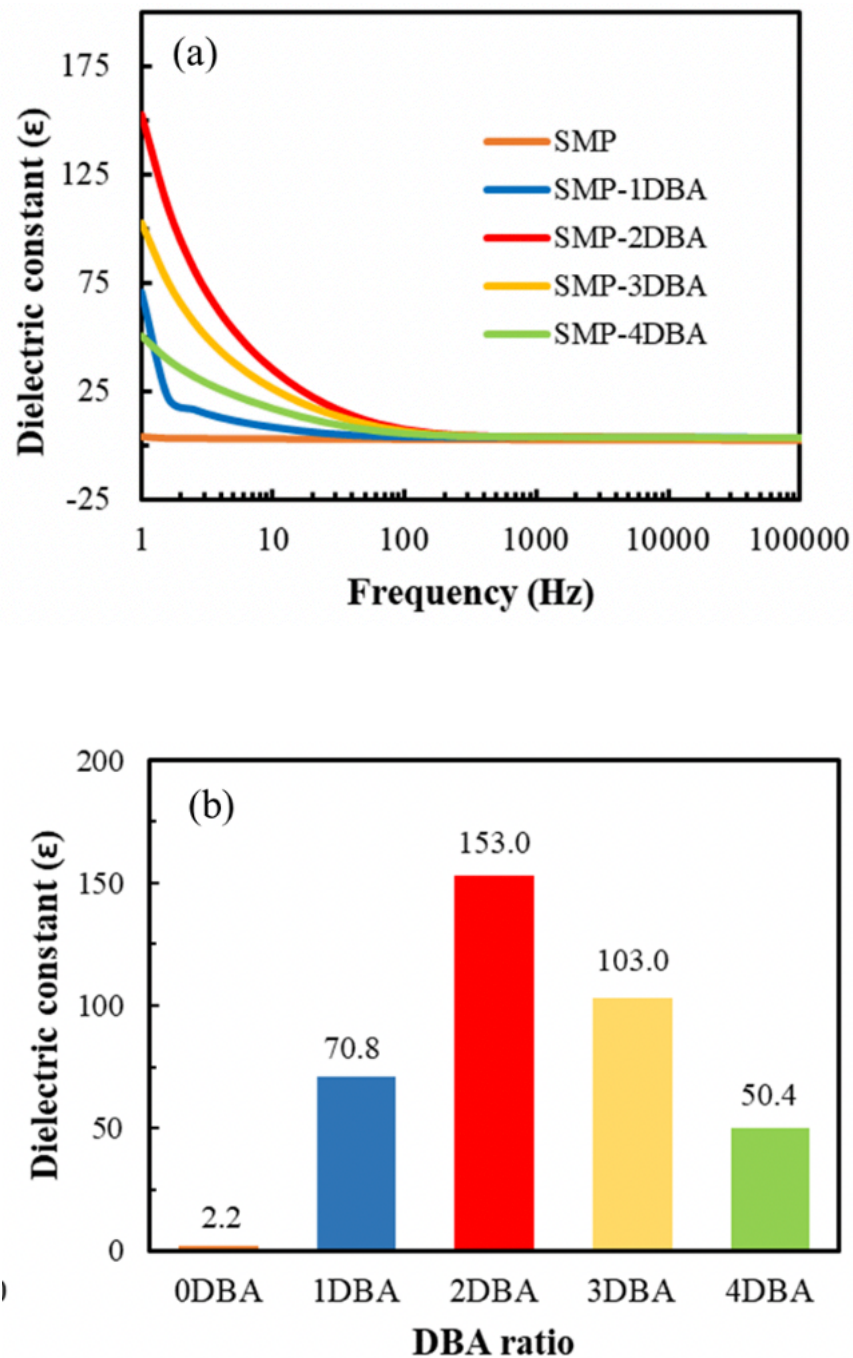 (a)
175
125
75
25
-25
Dielectric constant (ε)
SMP
SMP-1DBA
SMP-2DBA
SMP-3DBA
SMP-4DBA
1 10 100 1000 10000 100000
Frequency (Hz)
(b)
200
150
100
50
0
Dielectric constant (ε)
2.2
70.8
153.0
103.0
50.4
0DBA 1DBA 2DBA 3DBA 4DBA
DBA ratio